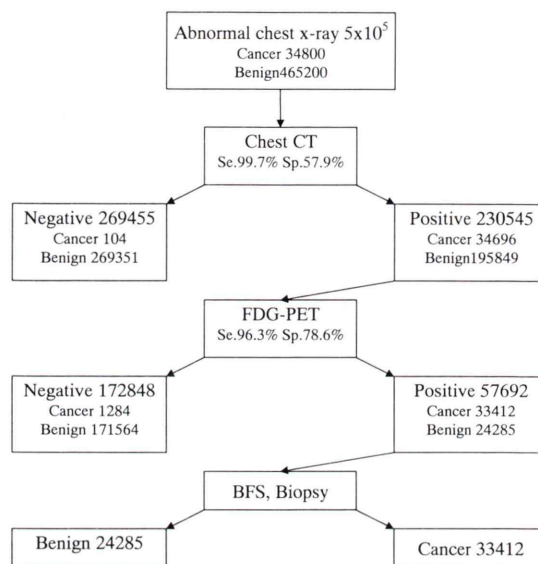 Abnormal chest x-ray 5x10⁵
Cancer 34800
Benign465200
Chest CT
Se.99.7% Sp.57.9%
Negative 269455
Cancer 104
Benign 269351
Positive 230545
Cancer 34696
Benign195849
FDG-PET
Se.96.3% Sp.78.6%
Negative 172848
Cancer 1284
Benign 171564
Positive 57692
Cancer 33412
Benign 24285
BFS, Biopsy
Benign 24285
Cancer 33412